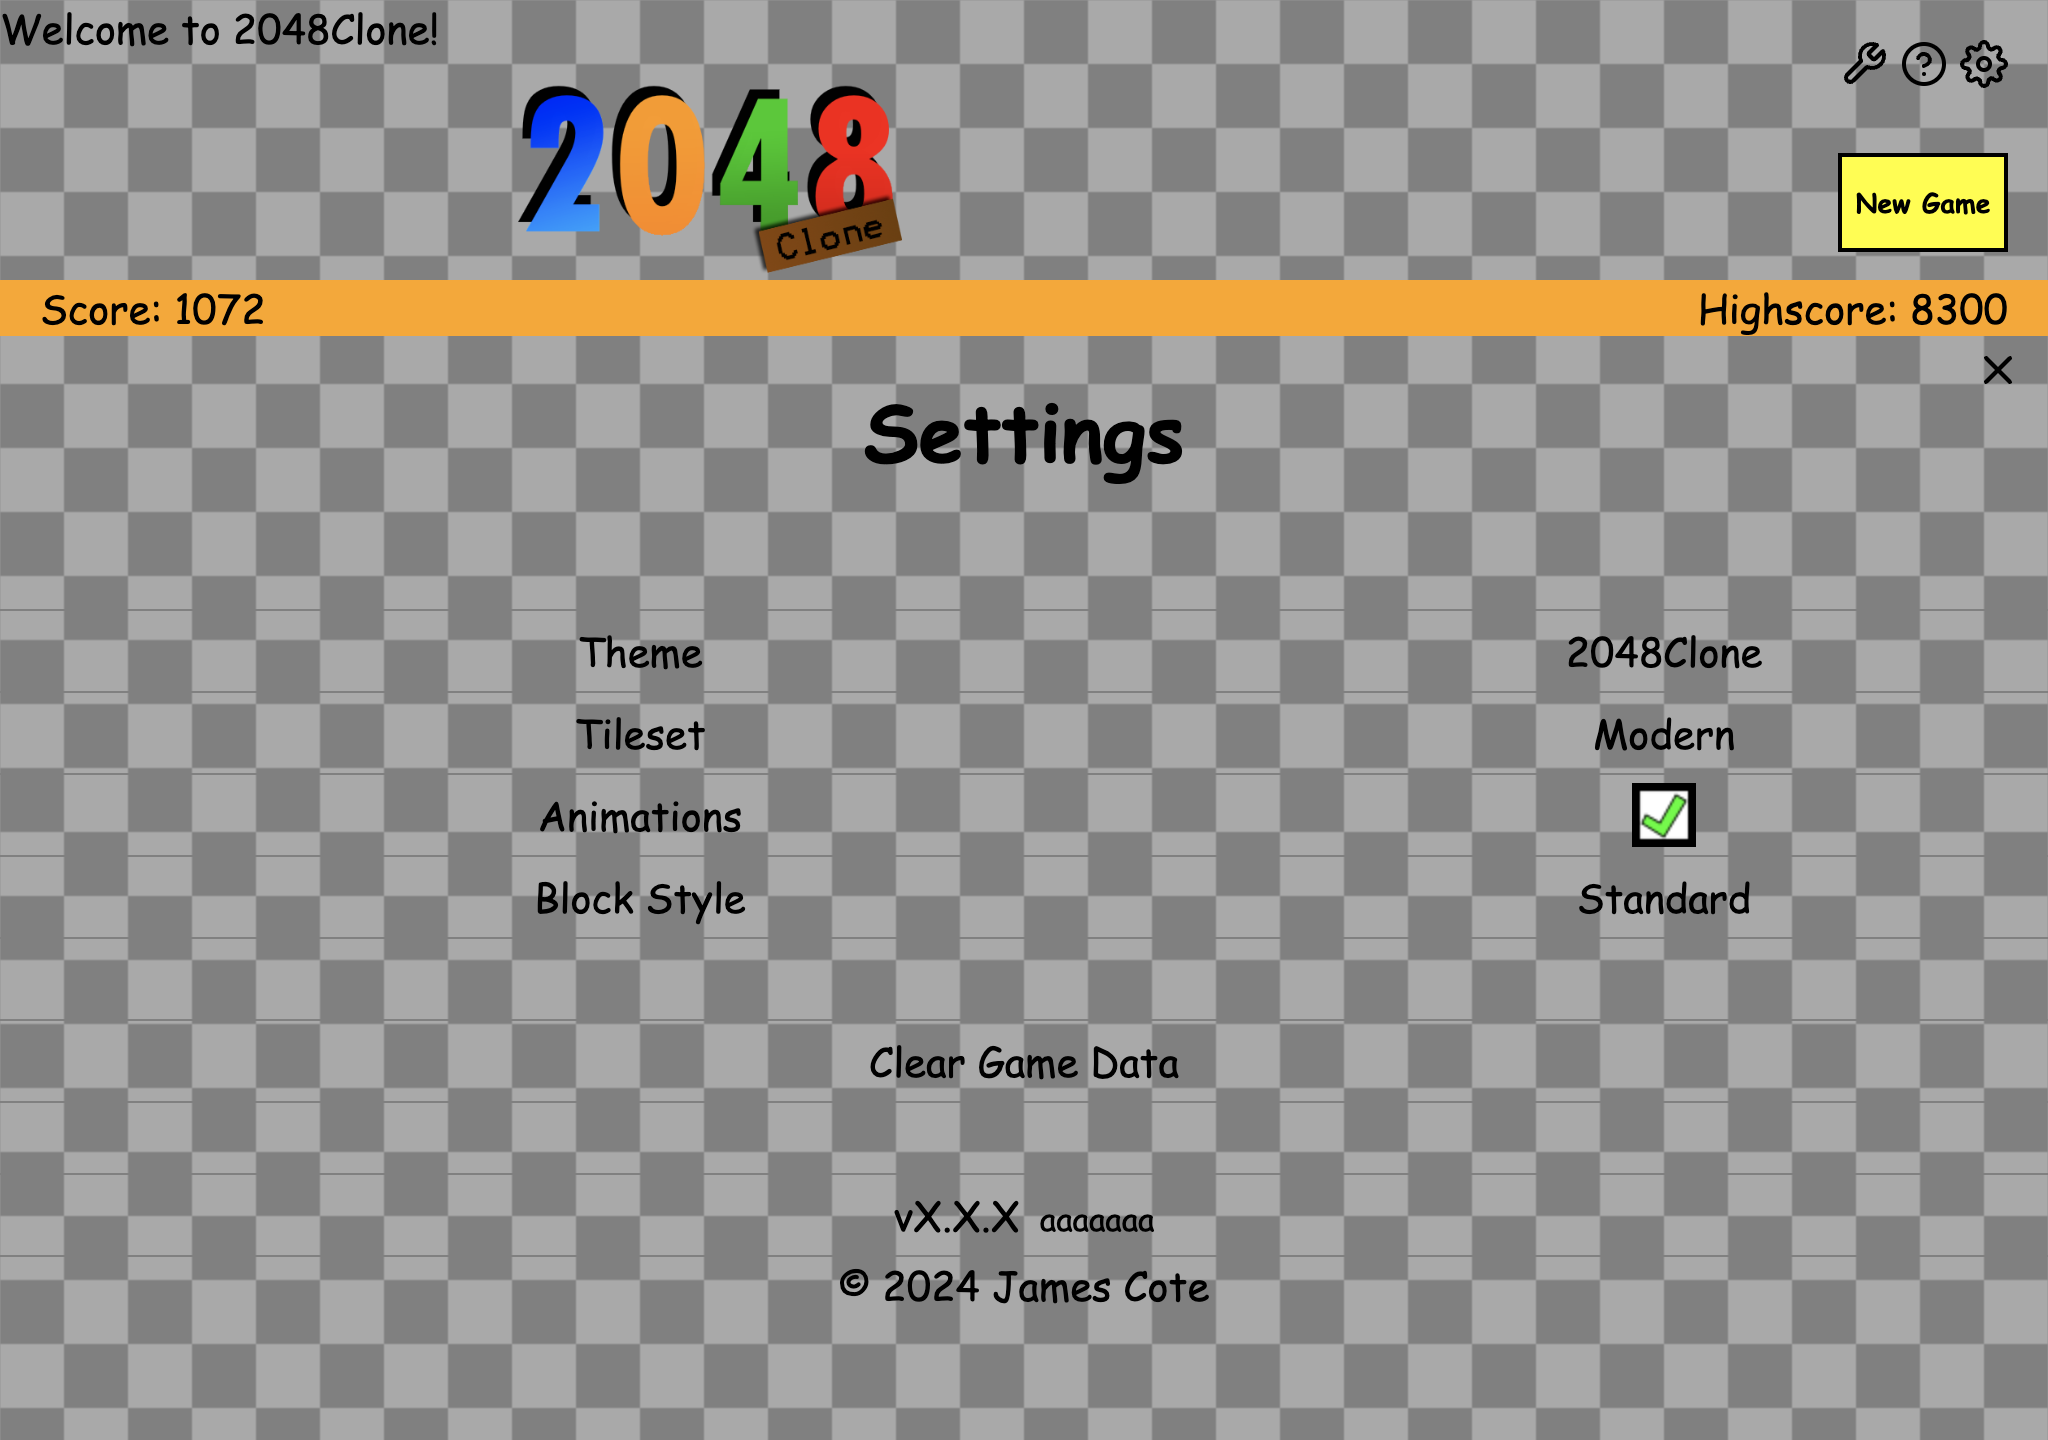 Welcome to 2048Clone!
2048
Clone
New Game
Score: 1072 Highscore: 8300
Settings
Theme 2048Clone
Tileset Modern
Animations
Block Style Standard
Clear Game Data
vX.X.X aaaaaaa
© 2024 James Cote